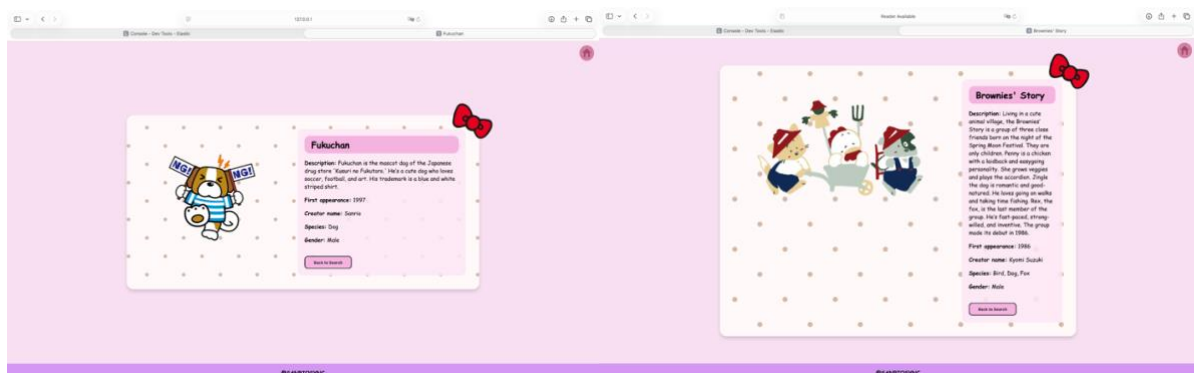 127.0.0.1
Console - Dev Tools - Elastic
Fukuchan
NG!
NG!
Fukuchan
Description: Fukuchan is the mascot dog of the Japanese
drug store 'Kusuri no Fukutaro.' He's a cute dog who loves
soccer, football, and art. His trademark is a blue and white
striped shirt.
First appearance: 1997
Creator name: Sanrio
Species: Dog
Gender: Male
Back to Search
Reader Available
Console - Dev Tools - Elastic
Brownies' Story
Brownies' Story
Description: Living in a cute
animal village, the Brownies'
Story is a group of three close
friends born on the night of the
Spring Moon Festival. They are
only children. Penny is a chicken
with a laidback and easygoing
personality. She grows veggies
and plays the accordion. Jingle
the dog is romantic and good-
natured. He loves going on walks
and taking time fishing. Rex, the
fox, is the last member of the
group. He's fast-paced, strong-
willed, and inventive. The group
made its debut in 1986.
First appearance: 1986
Creator name: Kyomi Suzuki
Species: Bird, Dog, Fox
Gender: Male
Back to Search